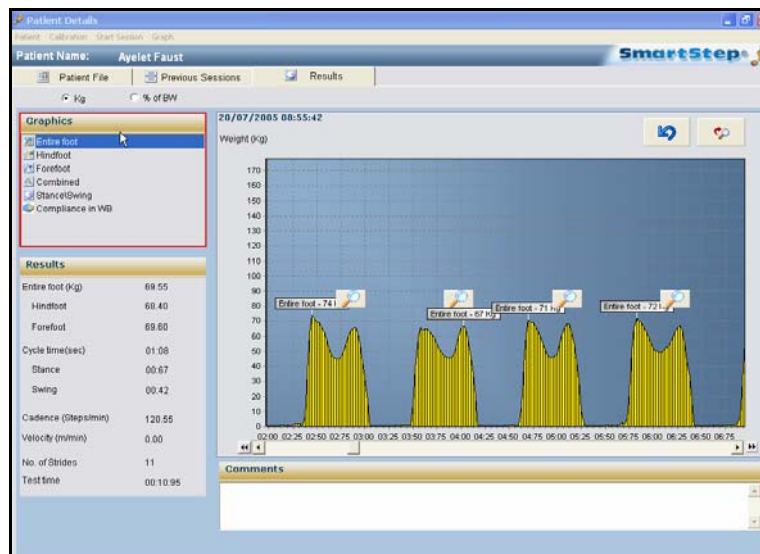 Patient Details
Patient Calibration Start Session Graph
Patient Name: Ayelet Faust
SmartStep
Patient File Previous Sessions Results
Kg % of BW
Graphics
Entire foot
Hindfoot
Forefoot
Combined
Stance\Swing
Compliance in WB
Results
Entire foot (Kg) 69.55
Hindfoot 68.40
Forefoot 69.60
Cycle time(sec) 01:08
Stance 00:67
Swing 00:42
Cadence (Steps/min) 120.55
Velocity (m/min) 0.00
No. of Strides 11
Test time 00:10:95
20/07/2005 08:55:42
Weight (Kg)
170
160
150
140
130
120
110
100
90
80
70
60
50
40
30
20
10
0
Entire foot - 74
Entire foot - 67 Kg
Entire foot - 71 Kg
Entire foot - 72
02:00 02:25 02:50 02:75 03:00 03:25 03:50 03:75 04:00 04:25 04:50 04:75 05:00 05:25 05:50 05:75 06:00 06:25 06:50 06:75
Comments